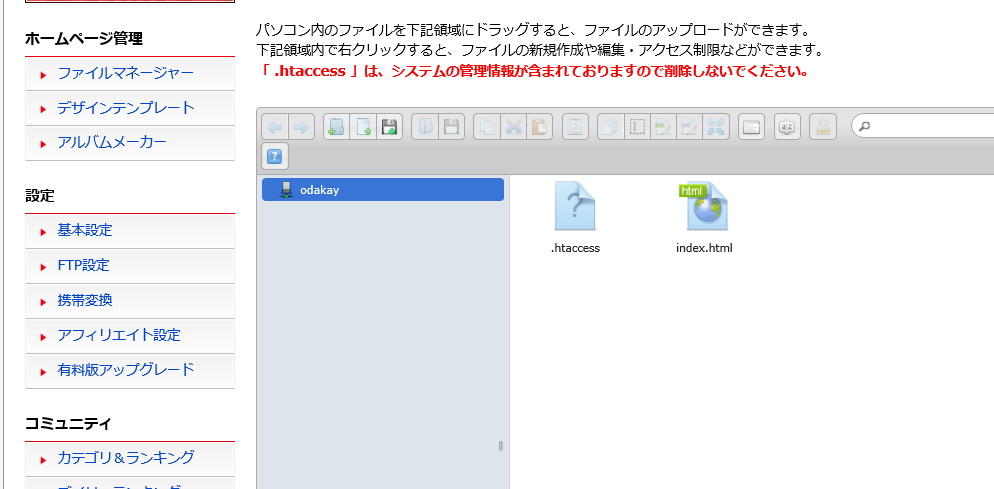 ホームページ管理
ファイルマネージャー
デザインテンプレート
アルバムメーカー
設定
基本設定
FTP設定
携帯変換
アフィリエイト設定
有料版アップグレード
コミュニティ
カテゴリ＆ランキング
パソコン内のファイルを下記領域にドラッグすると、ファイルのアップロードができます。
下記領域内で右クリックすると、ファイルの新規作成や編集・アクセス制限などができます。
「 .htaccess 」は、システムの管理情報が含まれておりますので削除しないでください。
odakay
html
.htaccess
index.html